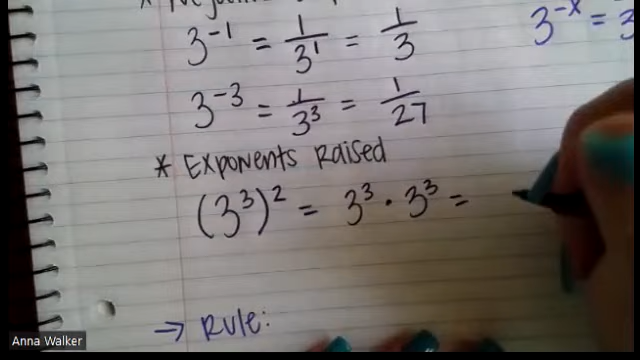 3^-1 = 1/3^1 = 1/3
3^-x =
3^-3 = 1/3^3 = 1/27
* Exponents Raised
(3^3)^2 = 3^3 · 3^3 =
→ Rule:
Anna Walker